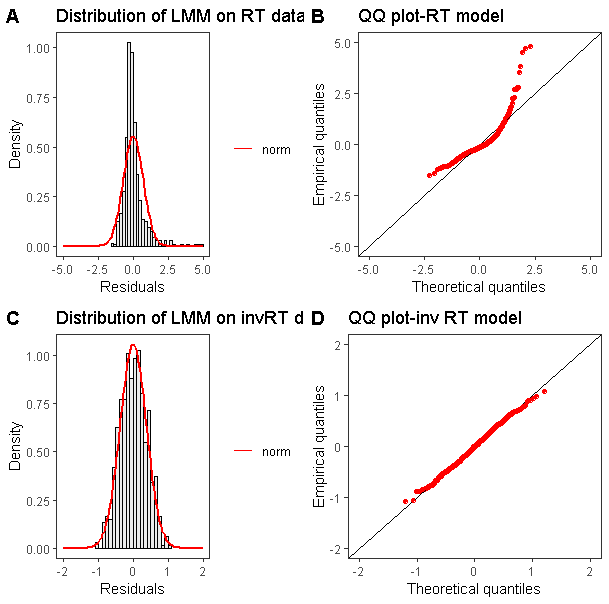 A
Distribution of LMM on RT data
1.00
0.75
0.50
0.25
0.00
Density
-5.0 -2.5 0.0 2.5 5.0
Residuals
norm
B
QQ plot-RT model
5.0
2.5
0.0
-2.5
-5.0
Empirical quantiles
-5.0 -2.5 0.0 2.5 5.0
Theoretical quantiles
C
Distribution of LMM on invRT d
1.00
0.75
0.50
0.25
0.00
Density
-2 -1 0 1 2
Residuals
norm
D
QQ plot-inv RT model
2
1
0
-1
-2
Empirical quantiles
-2 -1 0 1 2
Theoretical quantiles